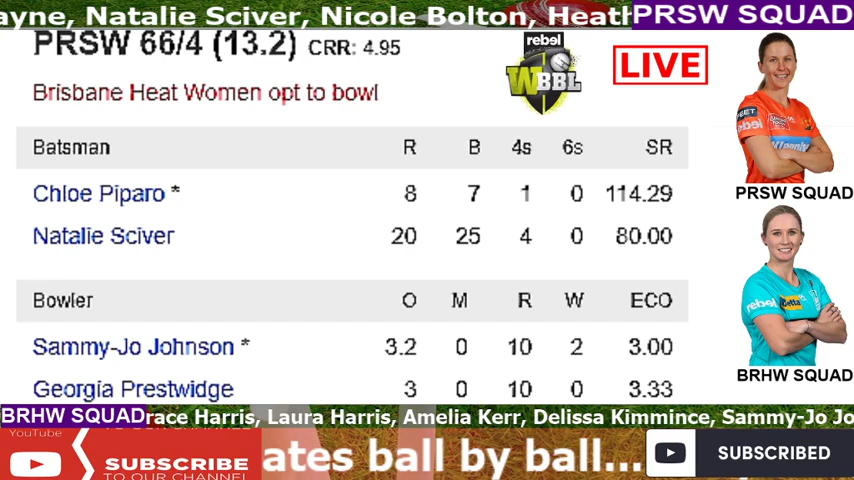 ayne, Natalie Sciver, Nicole Bolton, Heath
PRSW SQUAD
PRSW 66/4 (13.2) CRR: 4.95
rebel
WBBL
LIVE
Brisbane Heat Women opt to bowl
Batsman R B 4s 6s SR
Chloe Piparo * 8 7 1 0 114.29
Natalie Sciver 20 25 4 0 80.00
PRSW SQUAD
Bowler O M R W ECO
Sammy-Jo Johnson * 3.2 0 10 2 3.00
Georgia Prestwidge 3 0 10 0 3.33
rebel
BRHW SQUAD
BRHW SQUAD
race Harris, Laura Harris, Amelia Kerr, Delissa Kimmince, Sammy-Jo Jo
YouTube
SUBSCRIBE
TO OUR CHANNEL
ates ball by ball...
SUBSCRIBED